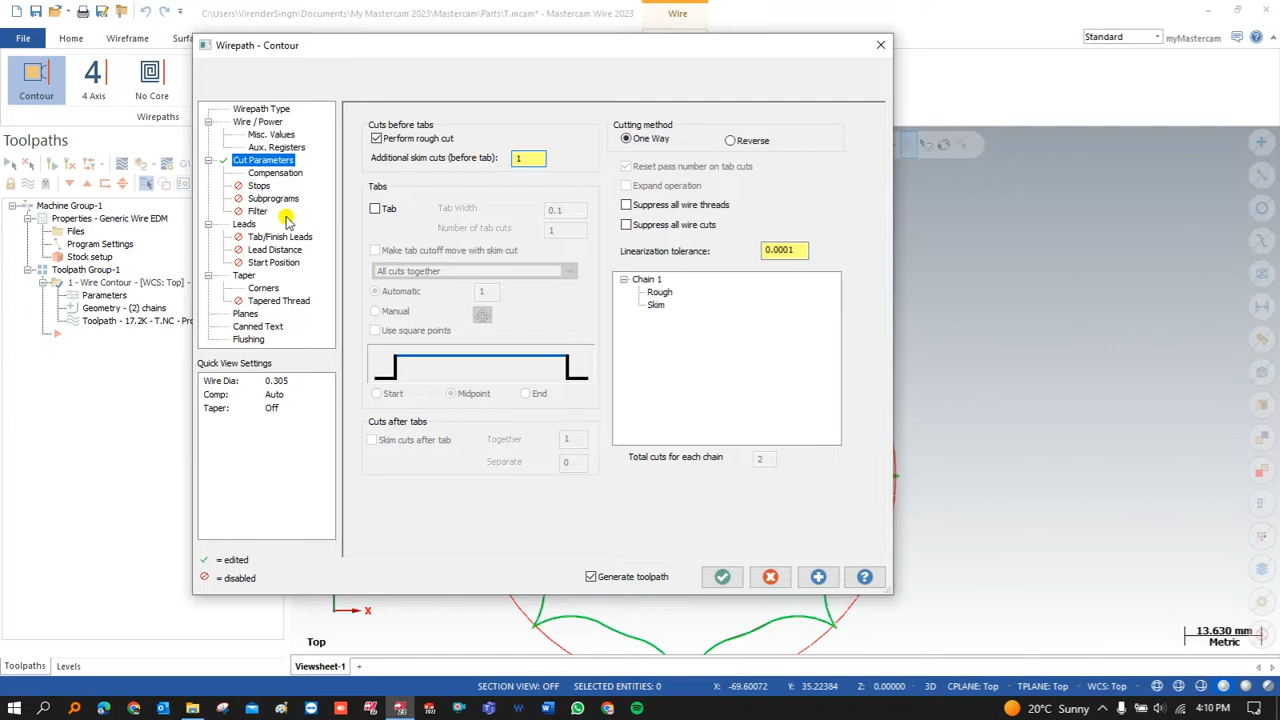 C:\Users\VirenderSingh\Documents\My Mastercam 2023\Mastercam\Parts\T.mcam* - Mastercam Wire 2023
Wire
File
Home
Wireframe
Standard
myMastercam
Contour
4
4 Axis
No Core
Wirepaths
Toolpaths
G1
Machine Group-1
Properties - Generic Wire EDM
Files
Program Settings
Stock setup
Toolpath Group-1
1 - Wire Contour - [WCS: Top]
Parameters
Geometry - (2) chains
Toolpath - 17.2K - T.NC - Pro
Wirepath - Contour
Wirepath Type
Wire / Power
Misc. Values
Aux. Registers
Cut Parameters
Compensation
Stops
Subprograms
Filter
Leads
Tab/Finish Leads
Lead Distance
Start Position
Taper
Corners
Tapered Thread
Planes
Canned Text
Flushing
Quick View Settings
Wire Dia: 0.305
Comp: Auto
Taper: Off
= edited
= disabled
Cuts before tabs
Perform rough cut
Additional skim cuts (before tab): 1
Tabs
Tab
Tab Width 0.1
Number of tab cuts 1
Make tab cutoff move with skim cut
All cuts together
Automatic 1
Manual
Use square points
Start Midpoint End
Cuts after tabs
Skim cuts after tab
Together 1
Separate 0
Cutting method
One Way Reverse
Reset pass number on tab cuts
Expand operation
Suppress all wire threads
Suppress all wire cuts
Linearization tolerance: 0.0001
Chain 1
Rough
Skim
Total cuts for each chain 2
Generate toolpath
X
Top
13.630 mm
Metric
Toolpaths Levels
Viewsheet-1 +
SECTION VIEW: OFF SELECTED ENTITIES: 0 X: -69.60072 Y: 35.22384 Z: 0.00000 3D CPLANE: Top TPLANE: Top WCS: Top
20°C Sunny
4:10 PM